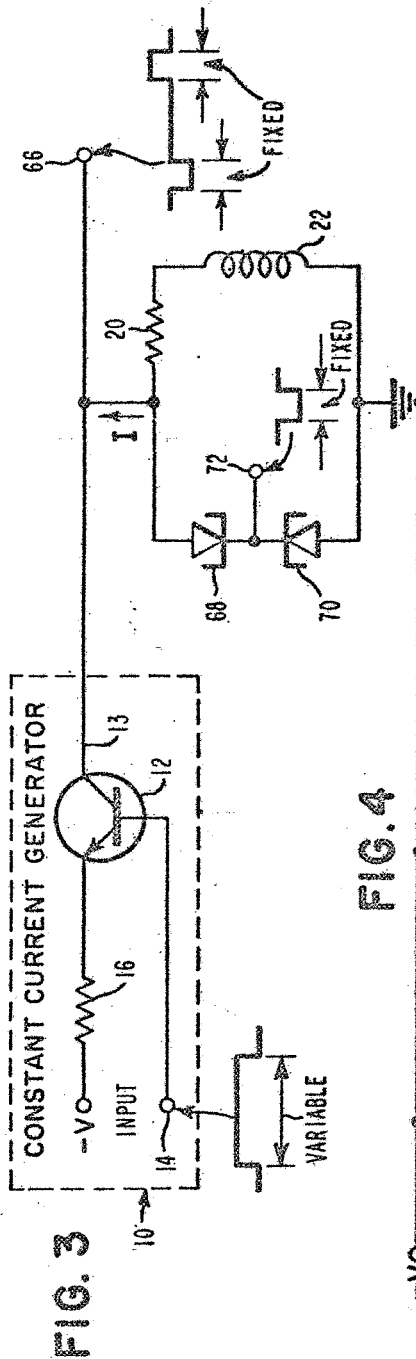 FIG. 3
CONSTANT CURRENT GENERATOR
10
-V
16
INPUT
14
12
13
VARIABLE
66
I
20
22
68
72
70
FIXED
FIXED
FIG. 4